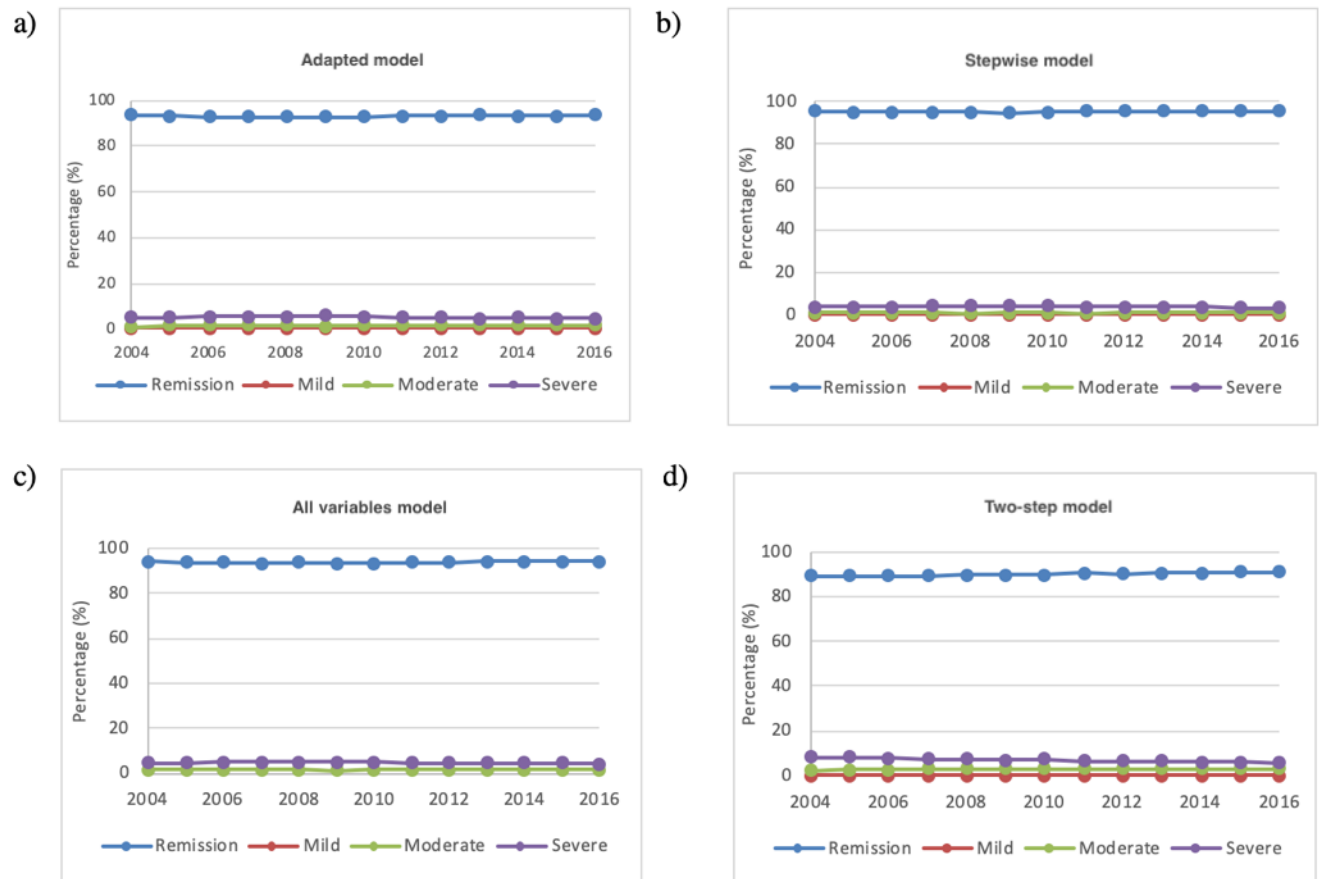 a)
Adapted model
Percentage (%)
100
80
60
40
20
0
2004 2006 2008 2010 2012 2014 2016
Remission Mild Moderate Severe
b)
Stepwise model
Percentage (%)
100
80
60
40
20
0
2004 2006 2008 2010 2012 2014 2016
Remission Mild Moderate Severe
c)
All variables model
Percentage (%)
100
80
60
40
20
0
2004 2006 2008 2010 2012 2014 2016
Remission Mild Moderate Severe
d)
Two-step model
Percentage (%)
100
80
60
40
20
0
2004 2006 2008 2010 2012 2014 2016
Remission Mild Moderate Severe